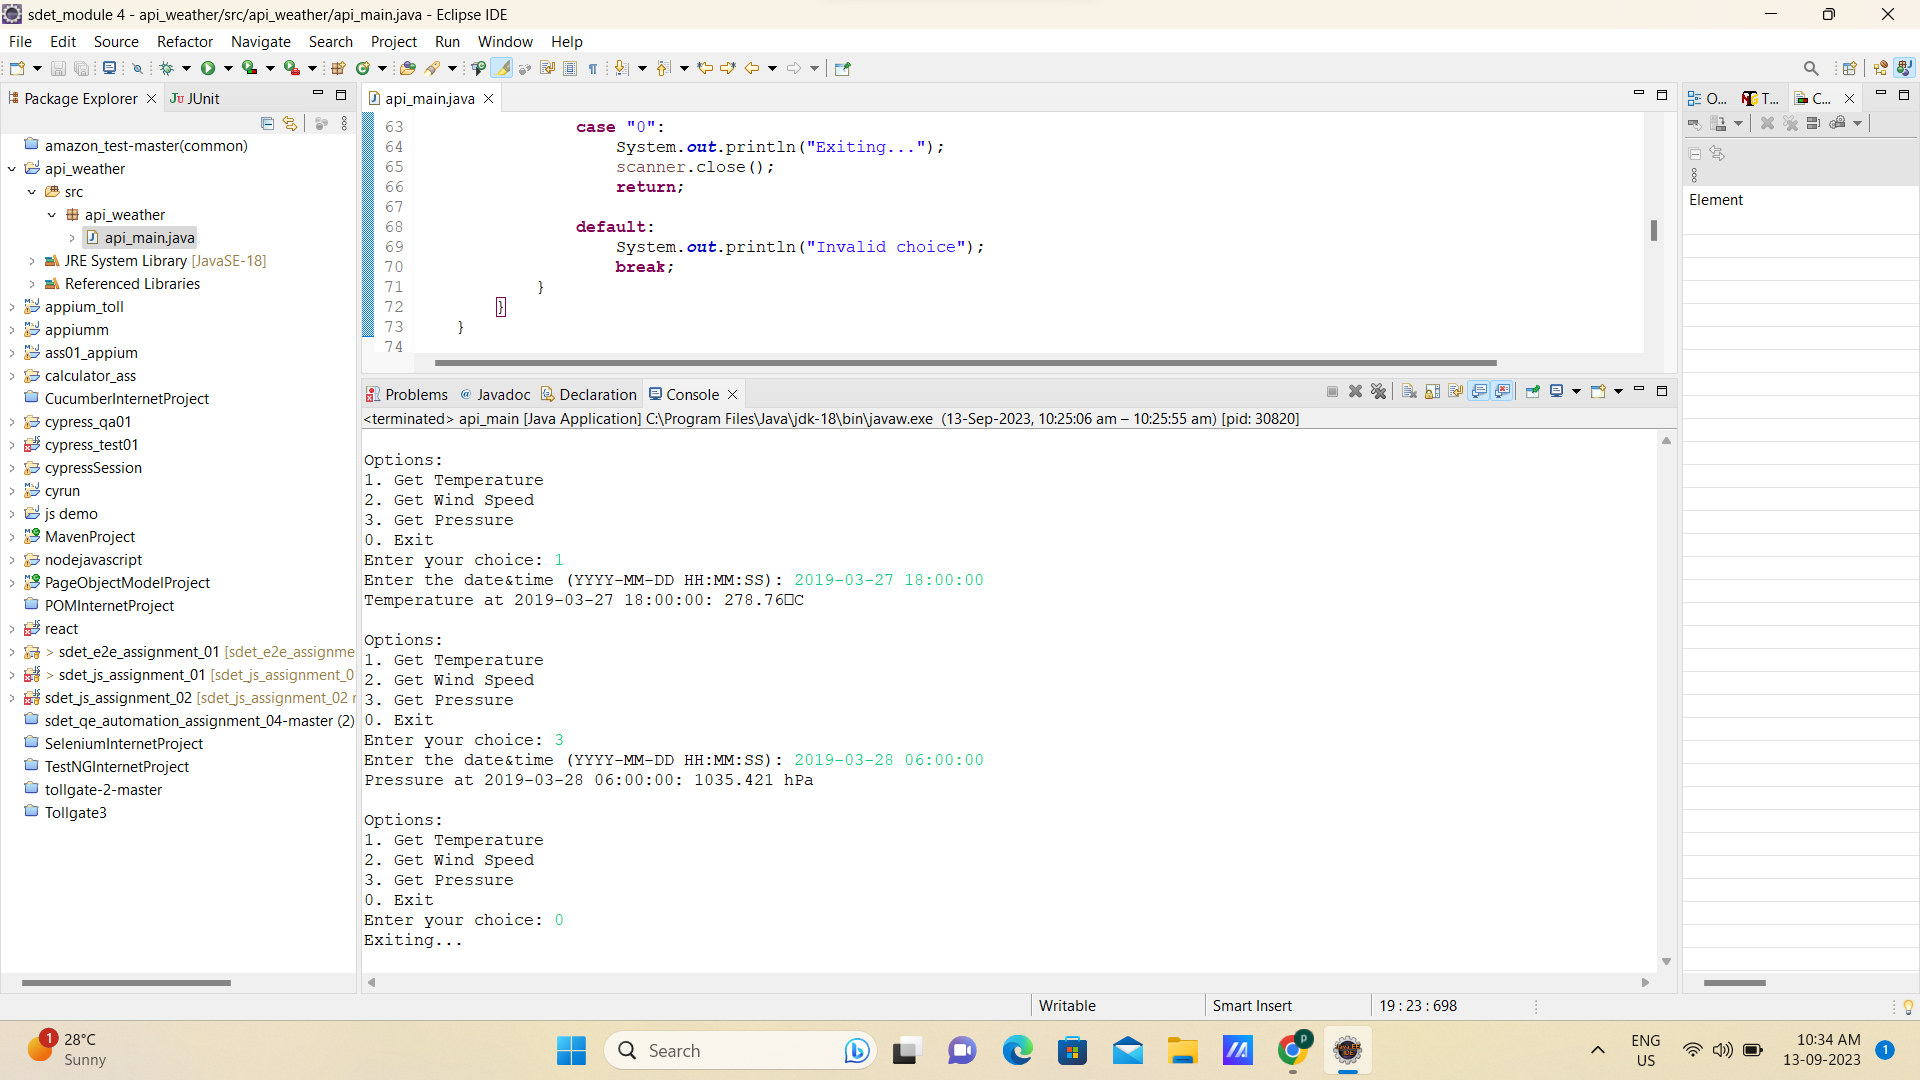 sdet_module 4 - api_weather/src/api_weather/api_main.java - Eclipse IDE
File Edit Source Refactor Navigate Search Project Run Window Help
Package Explorer
JUnit
amazon_test-master(common)
api_weather
src
api_weather
api_main.java
JRE System Library [JavaSE-18]
Referenced Libraries
appium_toll
appiumm
ass01_appium
calculator_ass
CucumberInternetProject
cypress_qa01
cypress_test01
cypressSession
cyrun
js demo
MavenProject
nodejavascript
PageObjectModelProject
POMInternetProject
react
> sdet_e2e_assignment_01 [sdet_e2e_assignme
> sdet_js_assignment_01 [sdet_js_assignment_0
sdet_js_assignment_02 [sdet_js_assignment_02 r
sdet_qe_automation_assignment_04-master (2)
SeleniumInternetProject
TestNGInternetProject
tollgate-2-master
Tollgate3
api_main.java
63 case "0":
64 System.out.println("Exiting...");
65 scanner.close();
66 return;
67
68 default:
69 System.out.println("Invalid choice");
70 break;
71 }
72 }
73 }
74
Problems Javadoc Declaration Console
<terminated> api_main [Java Application] C:\Program Files\Java\jdk-18\bin\javaw.exe (13-Sep-2023, 10:25:06 am – 10:25:55 am) [pid: 30820]
Options:
1. Get Temperature
2. Get Wind Speed
3. Get Pressure
0. Exit
Enter your choice: 1
Enter the date&time (YYYY-MM-DD HH:MM:SS): 2019-03-27 18:00:00
Temperature at 2019-03-27 18:00:00: 278.76□C
Options:
1. Get Temperature
2. Get Wind Speed
3. Get Pressure
0. Exit
Enter your choice: 3
Enter the date&time (YYYY-MM-DD HH:MM:SS): 2019-03-28 06:00:00
Pressure at 2019-03-28 06:00:00: 1035.421 hPa
Options:
1. Get Temperature
2. Get Wind Speed
3. Get Pressure
0. Exit
Enter your choice: 0
Exiting...
O... T... C...
Element
Writable
Smart Insert
19 : 23 : 698
1
28°C
Sunny
Search
P
ENG
US
10:34 AM
13-09-2023
1